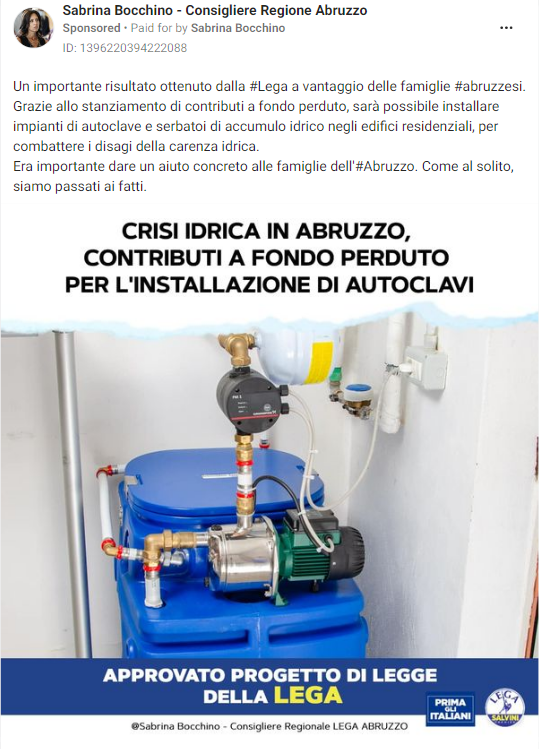 Sabrina Bocchino - Consigliere Regione Abruzzo
Sponsored • Paid for by Sabrina Bocchino
ID: 1396220394222088
Un importante risultato ottenuto dalla #Lega a vantaggio delle famiglie #abruzzesi.
Grazie allo stanziamento di contributi a fondo perduto, sarà possibile installare
impianti di autoclave e serbatoi di accumulo idrico negli edifici residenziali, per
combattere i disagi della carenza idrica.
Era importante dare un aiuto concreto alle famiglie dell'#Abruzzo. Come al solito,
siamo passati ai fatti.
CRISI IDRICA IN ABRUZZO,
CONTRIBUTI A FONDO PERDUTO
PER L'INSTALLAZIONE DI AUTOCLAVI
APPROVATO PROGETTO DI LEGGE
DELLA LEGA
PRIMA
GLI
ITALIANI
LEGA
SALVINI
@Sabrina Bocchino - Consigliere Regionale LEGA ABRUZZO